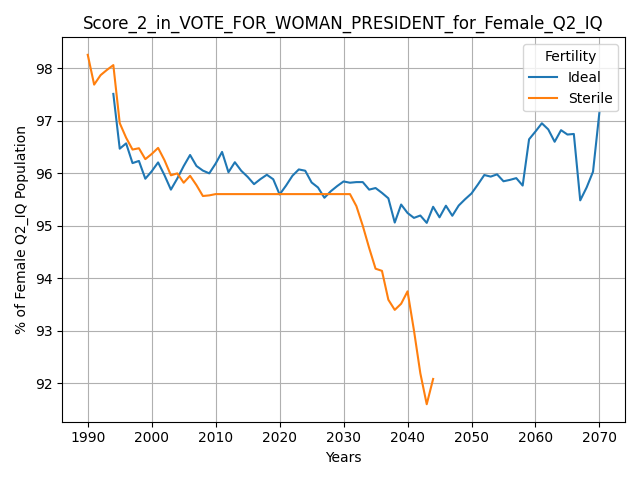 Score_2_in_VOTE_FOR_WOMAN_PRESIDENT_for_Female_Q2_IQ
Fertility
Ideal
Sterile
98
97
96
95
94
93
92
% of Female Q2_IQ Population
1990 2000 2010 2020 2030 2040 2050 2060 2070
Years